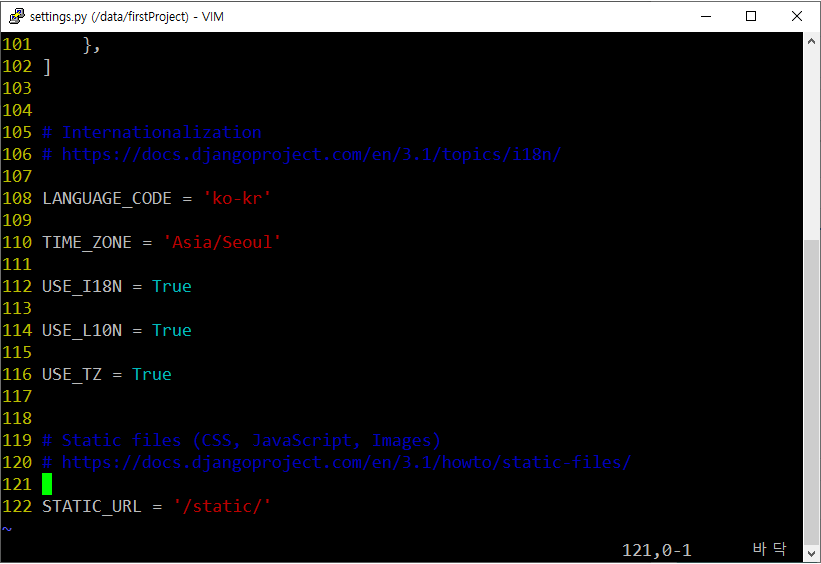 settings.py (/data/firstProject) - VIM
101     },
102 ]
103
104
105 # Internationalization
106 # https://docs.djangoproject.com/en/3.1/topics/i18n/
107
108 LANGUAGE_CODE = 'ko-kr'
109
110 TIME_ZONE = 'Asia/Seoul'
111
112 USE_I18N = True
113
114 USE_L10N = True
115
116 USE_TZ = True
117
118
119 # Static files (CSS, JavaScript, Images)
120 # https://docs.djangoproject.com/en/3.1/howto/static-files/
121
122 STATIC_URL = '/static/'
~
121,0-1 바닥